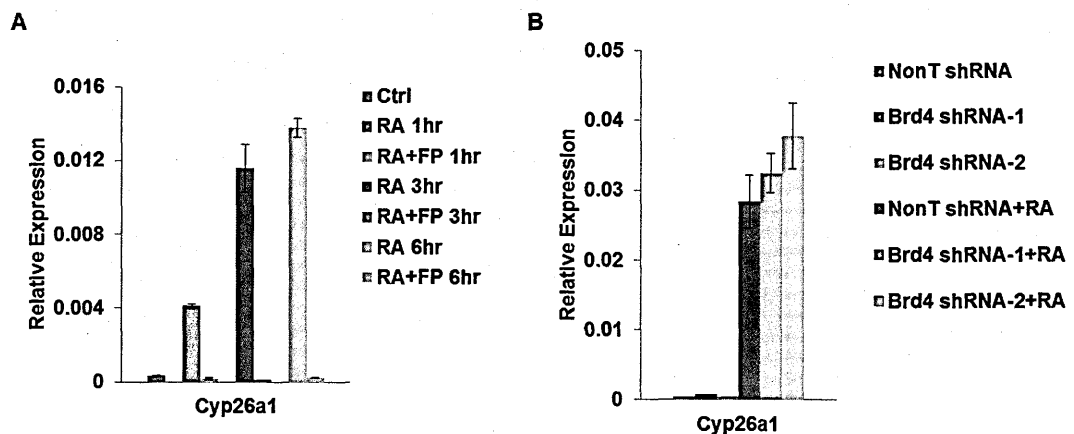 A
Relative Expression
0.016
0.012
0.008
0.004
0
Cyp26a1
Ctrl
RA 1hr
RA+FP 1hr
RA 3hr
RA+FP 3hr
RA 6hr
RA+FP 6hr
B
Relative Expression
0.05
0.04
0.03
0.02
0.01
0
Cyp26a1
NonT shRNA
Brd4 shRNA-1
Brd4 shRNA-2
NonT shRNA+RA
Brd4 shRNA-1+RA
Brd4 shRNA-2+RA